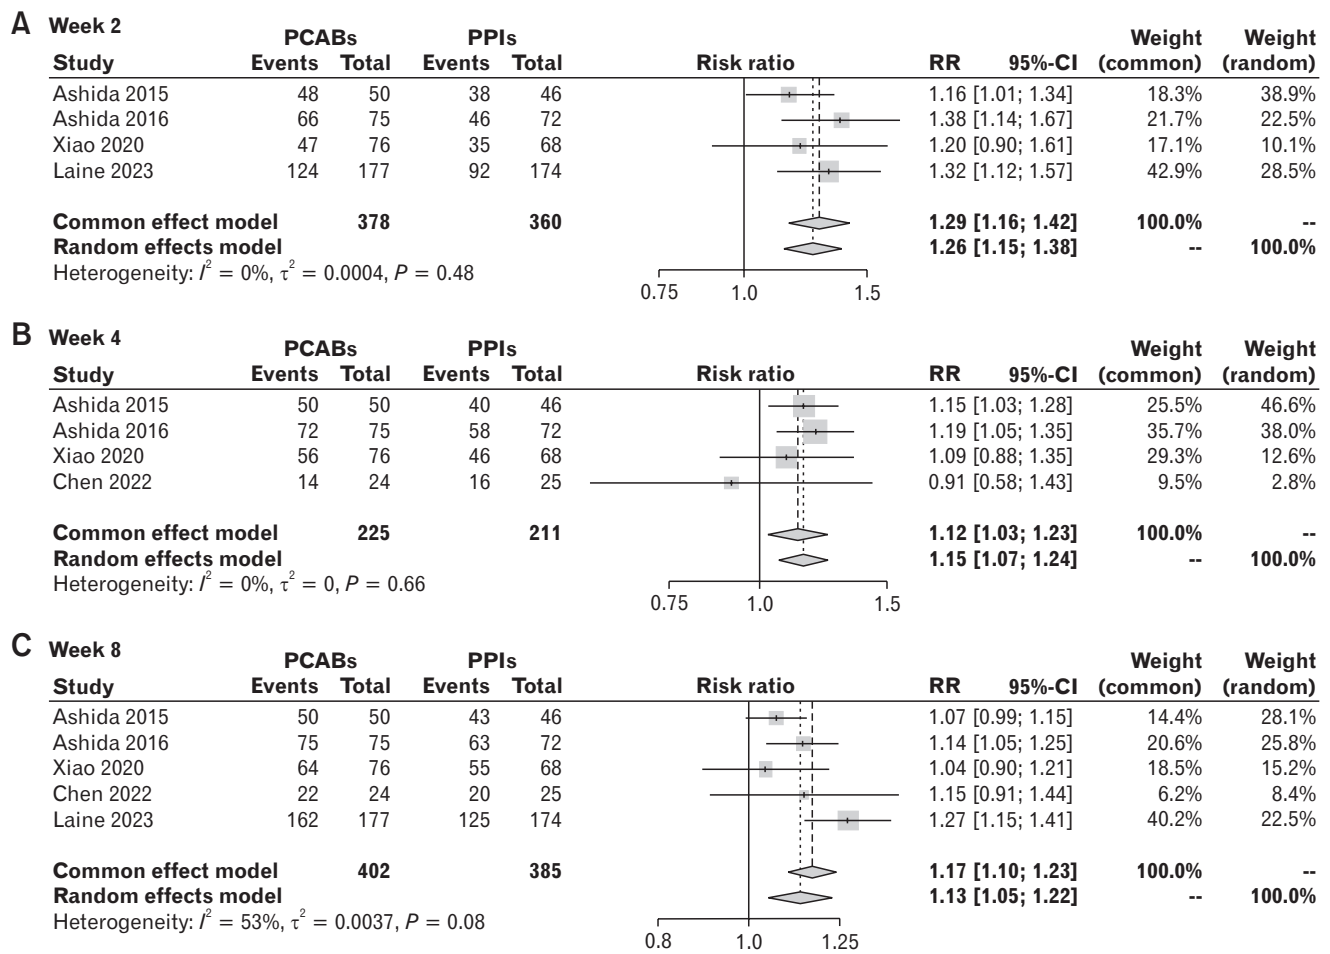 A Week 2
PCABs PPIs Weight Weight
Study Events Total Events Total Risk ratio RR 95%-CI (common) (random)
Ashida 2015 48 50 38 46 1.16 [1.01; 1.34] 18.3% 38.9%
Ashida 2016 66 75 46 72 1.38 [1.14; 1.67] 21.7% 22.5%
Xiao 2020 47 76 35 68 1.20 [0.90; 1.61] 17.1% 10.1%
Laine 2023 124 177 92 174 1.32 [1.12; 1.57] 42.9% 28.5%
Common effect model 378 360 1.29 [1.16; 1.42] 100.0% --
Random effects model 1.26 [1.15; 1.38] -- 100.0%
Heterogeneity: I² = 0%, τ² = 0.0004, P = 0.48
0.75 1.0 1.5
B Week 4
PCABs PPIs Weight Weight
Study Events Total Events Total Risk ratio RR 95%-CI (common) (random)
Ashida 2015 50 50 40 46 1.15 [1.03; 1.28] 25.5% 46.6%
Ashida 2016 72 75 58 72 1.19 [1.05; 1.35] 35.7% 38.0%
Xiao 2020 56 76 46 68 1.09 [0.88; 1.35] 29.3% 12.6%
Chen 2022 14 24 16 25 0.91 [0.58; 1.43] 9.5% 2.8%
Common effect model 225 211 1.12 [1.03; 1.23] 100.0% --
Random effects model 1.15 [1.07; 1.24] -- 100.0%
Heterogeneity: I² = 0%, τ² = 0, P = 0.66
0.75 1.0 1.5
C Week 8
PCABs PPIs Weight Weight
Study Events Total Events Total Risk ratio RR 95%-CI (common) (random)
Ashida 2015 50 50 43 46 1.07 [0.99; 1.15] 14.4% 28.1%
Ashida 2016 75 75 63 72 1.14 [1.05; 1.25] 20.6% 25.8%
Xiao 2020 64 76 55 68 1.04 [0.90; 1.21] 18.5% 15.2%
Chen 2022 22 24 20 25 1.15 [0.91; 1.44] 6.2% 8.4%
Laine 2023 162 177 125 174 1.27 [1.15; 1.41] 40.2% 22.5%
Common effect model 402 385 1.17 [1.10; 1.23] 100.0% --
Random effects model 1.13 [1.05; 1.22] -- 100.0%
Heterogeneity: I² = 53%, τ² = 0.0037, P = 0.08
0.8 1.0 1.25